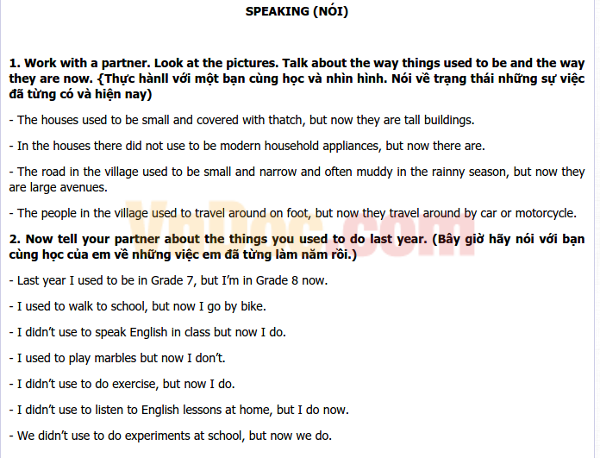 SPEAKING (NÓI)
1. Work with a partner. Look at the pictures. Talk about the way things used to be and the way
they are now. {Thực hànll với một bạn cùng học và nhìn hình. Nói về trạng thái những sự việc
đã từng có và hiện nay)
- The houses used to be small and covered with thatch, but now they are tall buildings.
- In the houses there did not use to be modern household appliances, but now there are.
- The road in the village used to be small and narrow and often muddy in the rainny season, but now they
are large avenues.
- The people in the village used to travel around on foot, but now they travel around by car or motorcycle.
VnDoc.com
2. Now tell your partner about the things you used to do last year. (Bây giờ hãy nói với bạn
cùng học của em về những việc em đã từng làm năm rồi.)
- Last year I used to be in Grade 7, but I’m in Grade 8 now.
- I used to walk to school, but now I go by bike.
- I didn’t use to speak English in class but now I do.
- I used to play marbles but now I don’t.
- I didn’t use to do exercise, but now I do.
- I didn’t use to listen to English lessons at home, but I do now.
- We didn’t use to do experiments at school, but now we do.